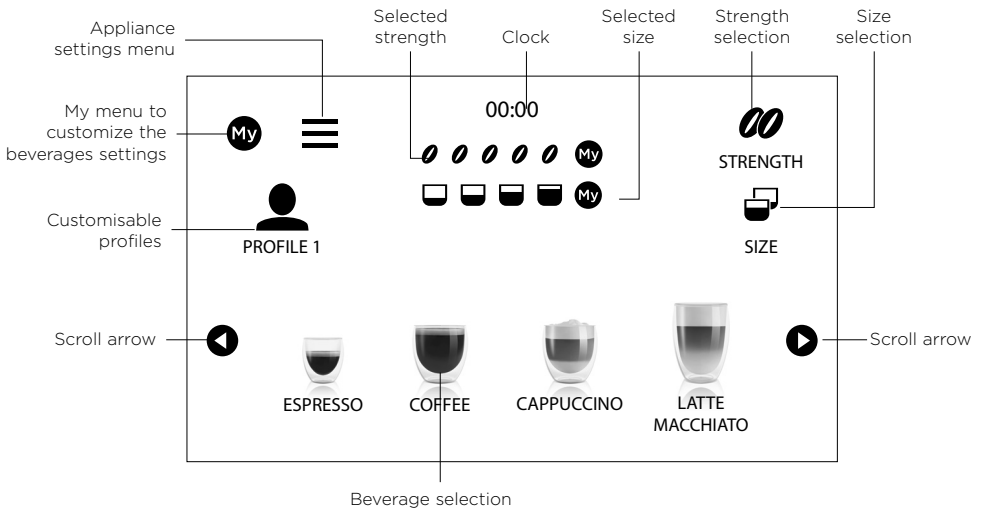 Selected
strength
Clock
Selected
size
Strength
selection
Size
selection
Appliance
settings menu
My menu to
customize the
beverages settings
Customisable
profiles
Scroll arrow
00:00
My
My
My
STRENGTH
PROFILE 1
SIZE
Scroll arrow
ESPRESSO
COFFEE
CAPPUCCINO
LATTE
MACCHIATO
Beverage selection